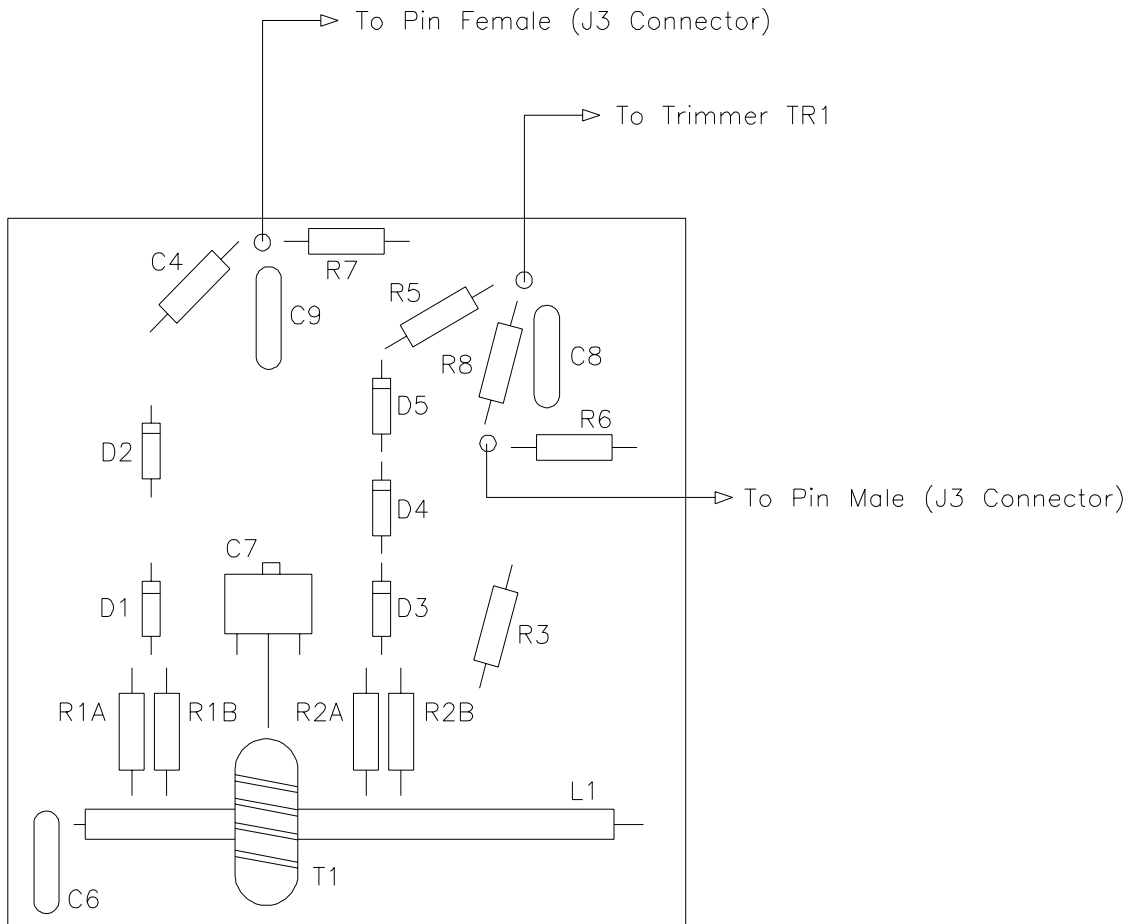 To Pin Female (J3 Connector)
To Trimmer TR1
C4
R7
R5
C9
R8
C8
D5
R6
D2
To Pin Male (J3 Connector)
D4
C7
D1
D3
R3
R1A
R1B
R2A
R2B
L1
T1
C6